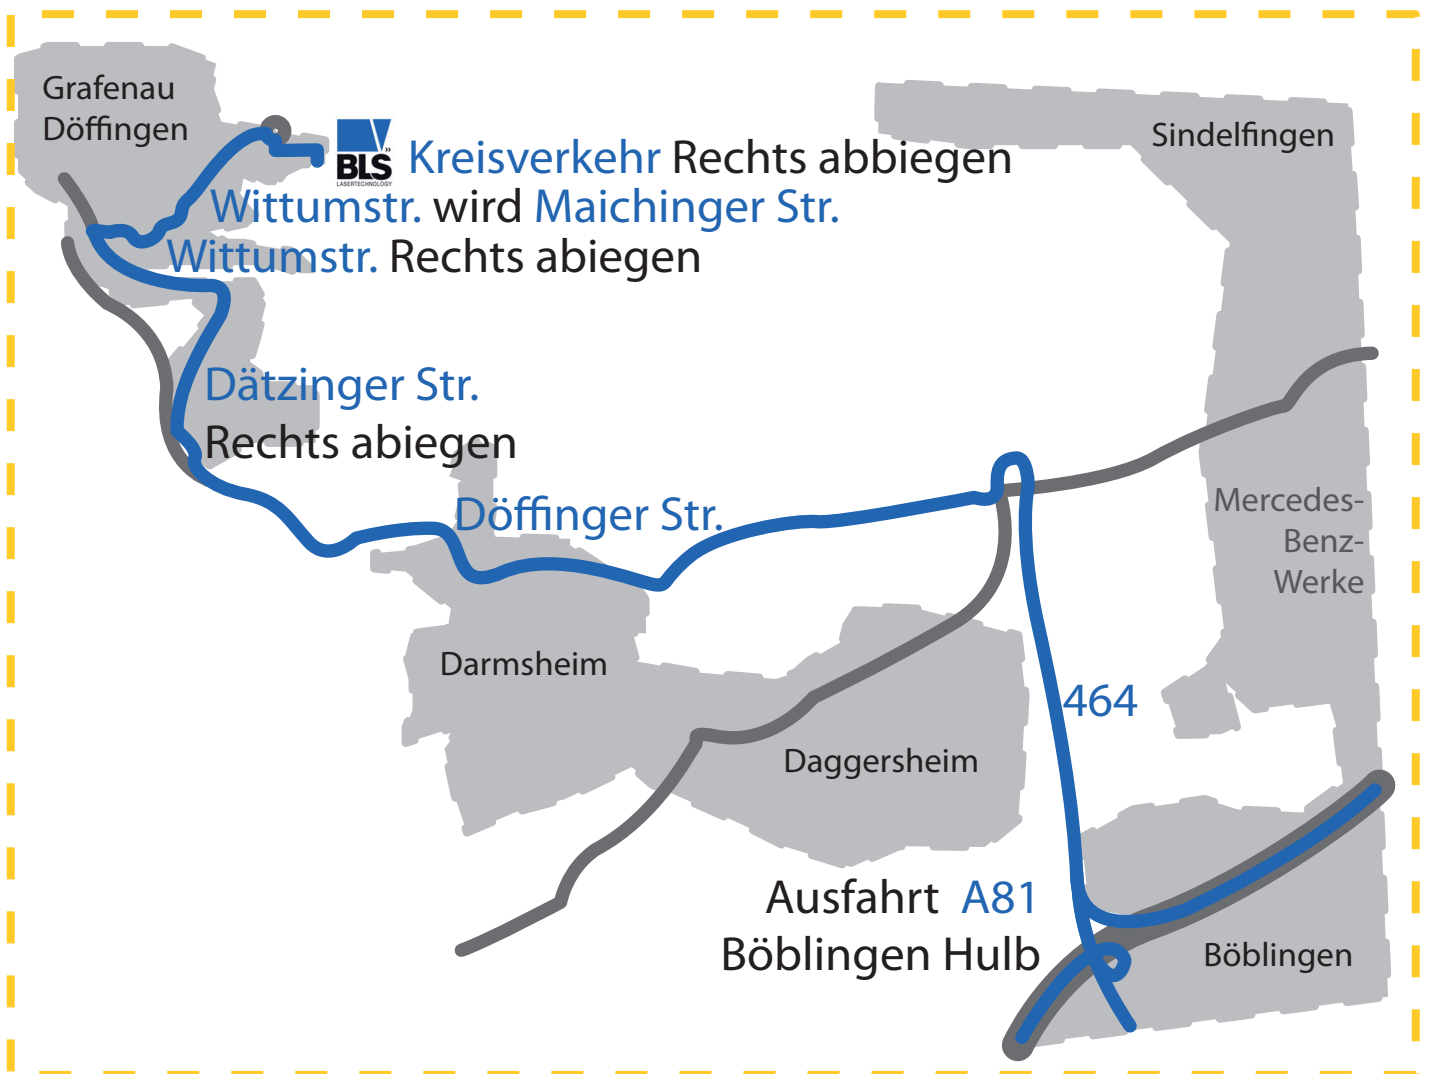 Grafenau
Döffingen
Sindelfingen
BLS
LASERTECHNOLOGY
Kreisverkehr Rechts abbiegen
Wittumstr. wird Maichinger Str.
Wittumstr. Rechts abiegen
Dätzinger Str.
Rechts abiegen
Döffinger Str.
Mercedes-
Benz-
Werke
Darmsheim
464
Daggersheim
Ausfahrt A81
Böblingen Hulb
Böblingen